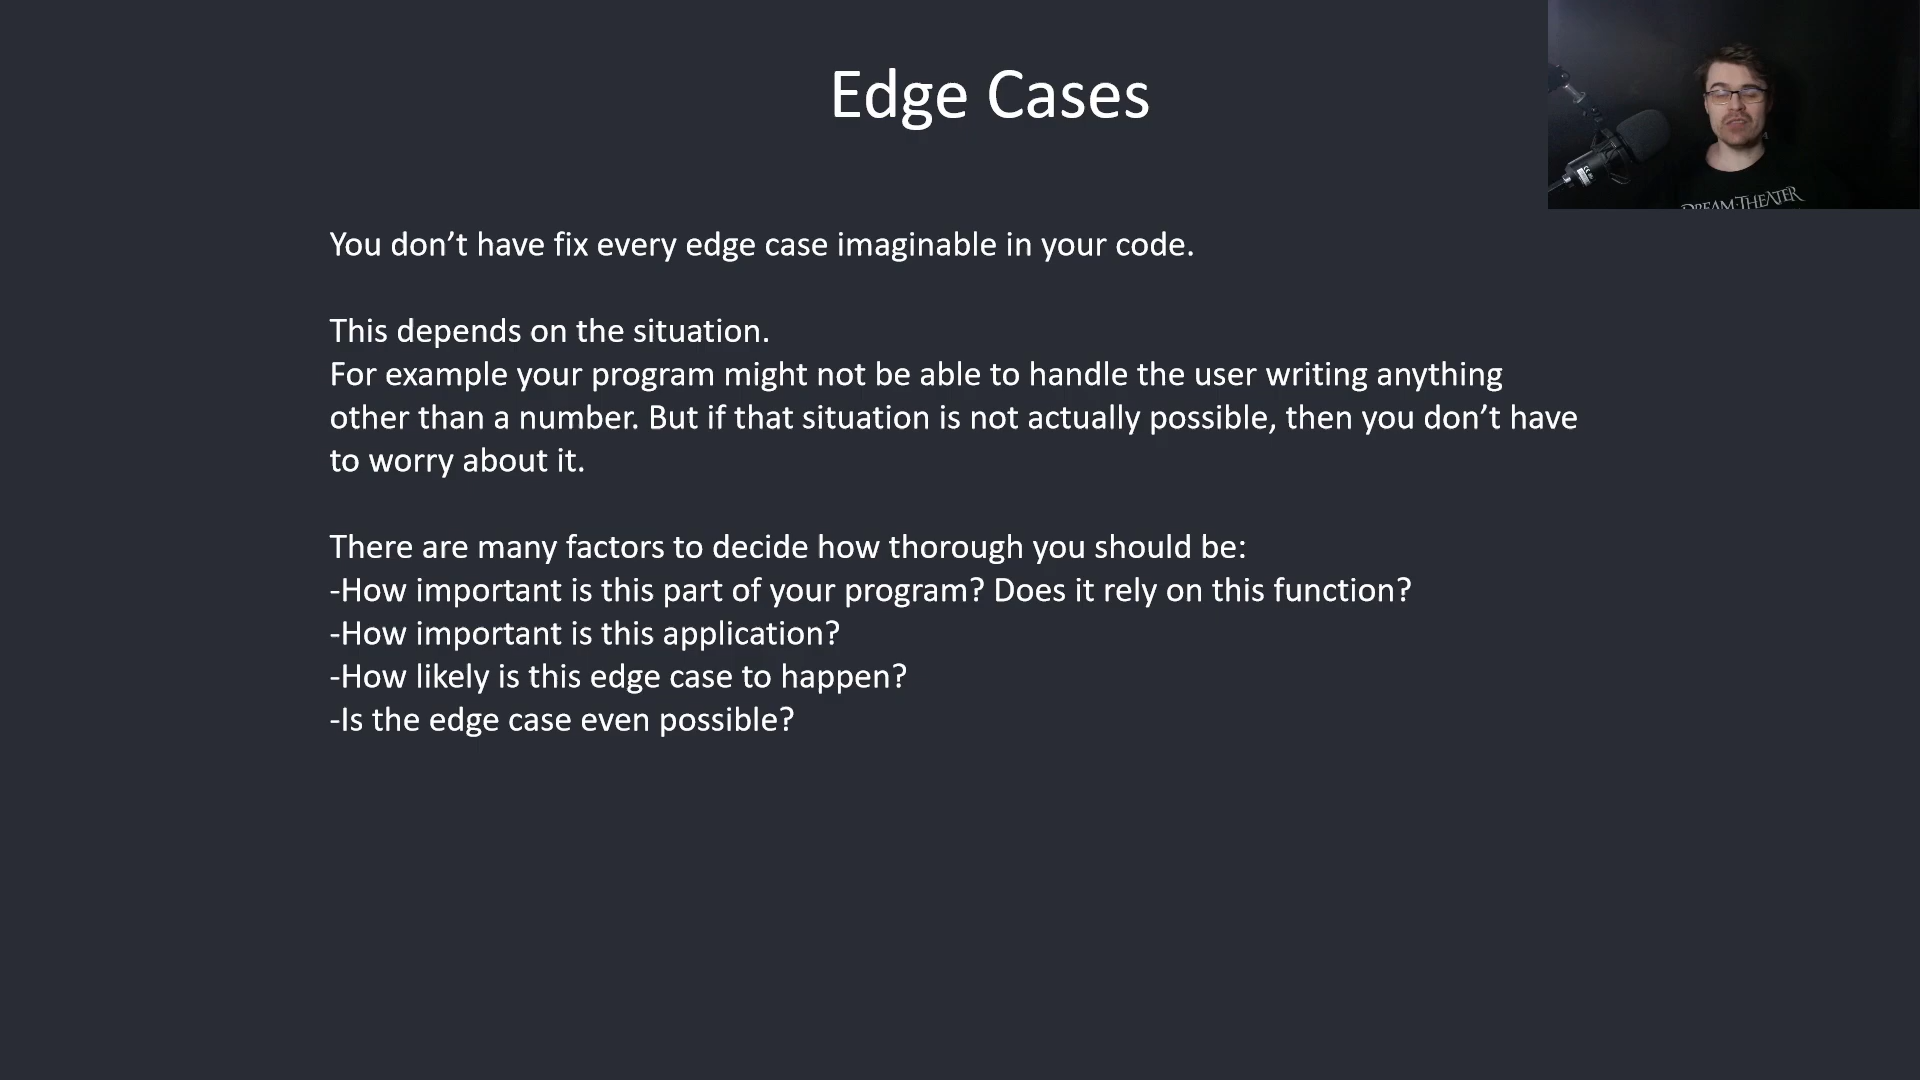 Edge Cases
You don't have fix every edge case imaginable in your code.
This depends on the situation.
For example your program might not be able to handle the user writing anything
other than a number. But if that situation is not actually possible, then you don't have
to worry about it.
There are many factors to decide how thorough you should be:
-How important is this part of your program? Does it rely on this function?
-How important is this application?
-How likely is this edge case to happen?
-Is the edge case even possible?
DREAM THEATER